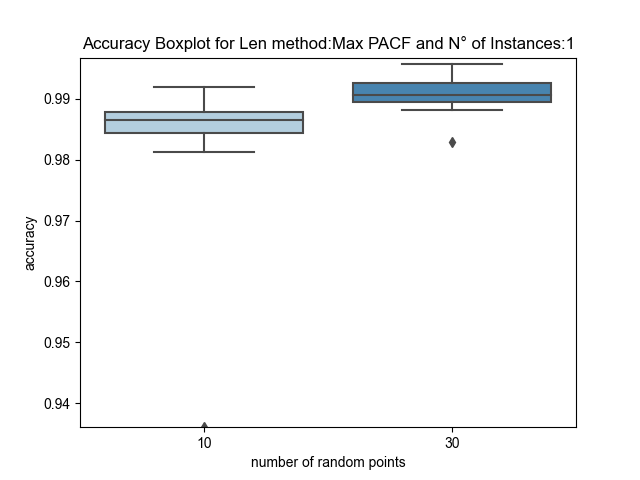 Accuracy Boxplot for Len method:Max PACF and N° of Instances:1
0.99
0.98
0.97
0.96
0.95
0.94
accuracy
10
30
number of random points